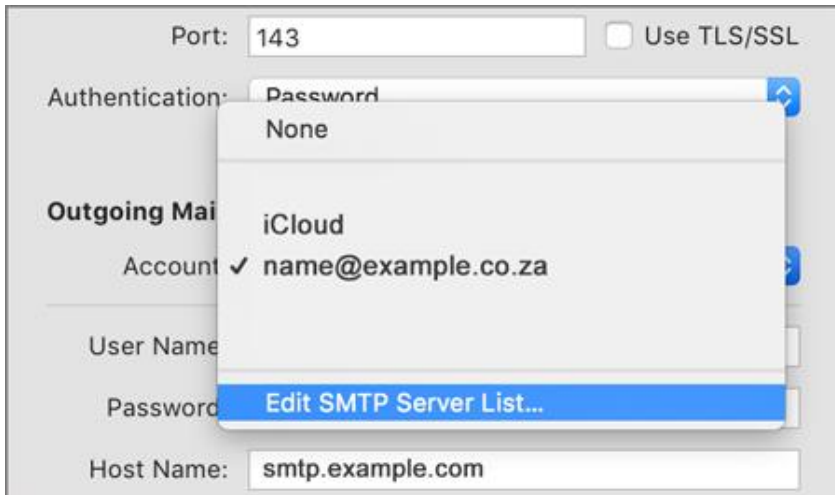 Port: 143 Use TLS/SSL
Authentication: Password
None
Outgoing Mai
iCloud
Account ✓ name@example.co.za
User Name
Edit SMTP Server List...
Password
Host Name: smtp.example.com